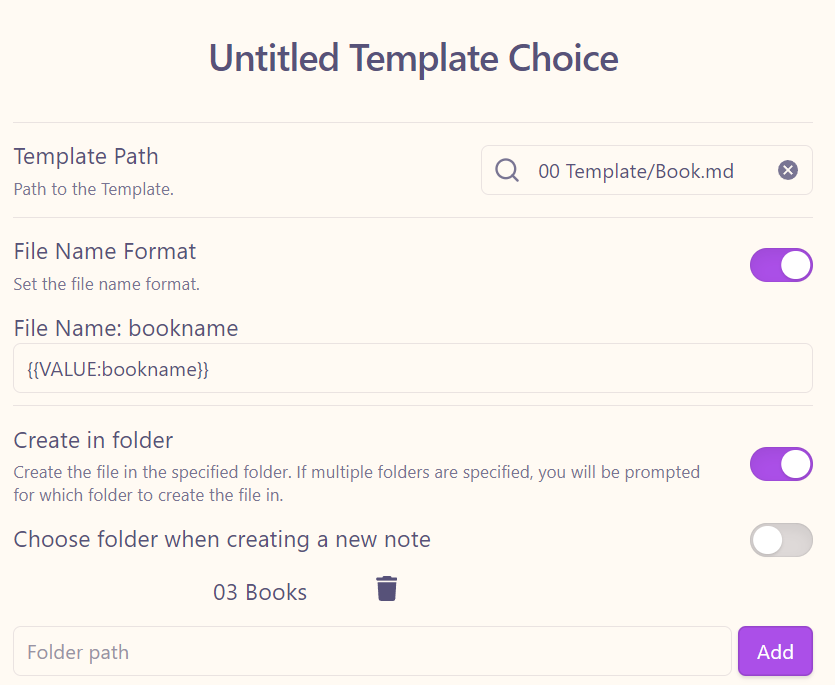 Untitled Template Choice
Template Path
Path to the Template.
00 Template/Book.md
File Name Format
Set the file name format.
File Name: bookname
{{VALUE:bookname}}
Create in folder
Create the file in the specified folder. If multiple folders are specified, you will be prompted
for which folder to create the file in.
Choose folder when creating a new note
03 Books
Folder path
Add